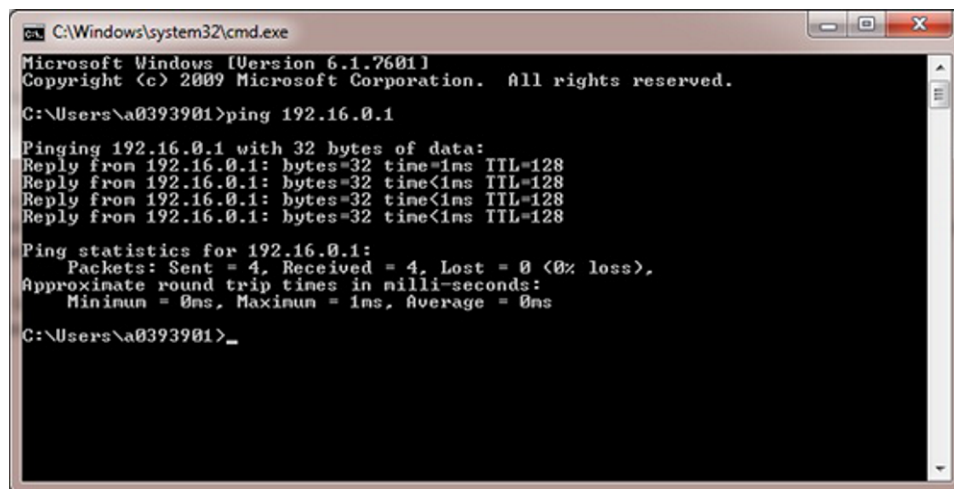 C:\Windows\system32\cmd.exe
Microsoft Windows [Version 6.1.7601]
Copyright (c) 2009 Microsoft Corporation.  All rights reserved.
C:\Users\a0393901>ping 192.16.0.1
Pinging 192.16.0.1 with 32 bytes of data:
Reply from 192.16.0.1: bytes=32 time=1ms TTL=128
Reply from 192.16.0.1: bytes=32 time<1ms TTL=128
Reply from 192.16.0.1: bytes=32 time<1ms TTL=128
Reply from 192.16.0.1: bytes=32 time<1ms TTL=128
Ping statistics for 192.16.0.1:
    Packets: Sent = 4, Received = 4, Lost = 0 (0% loss),
Approximate round trip times in milli-seconds:
    Minimum = 0ms, Maximum = 1ms, Average = 0ms
C:\Users\a0393901>_